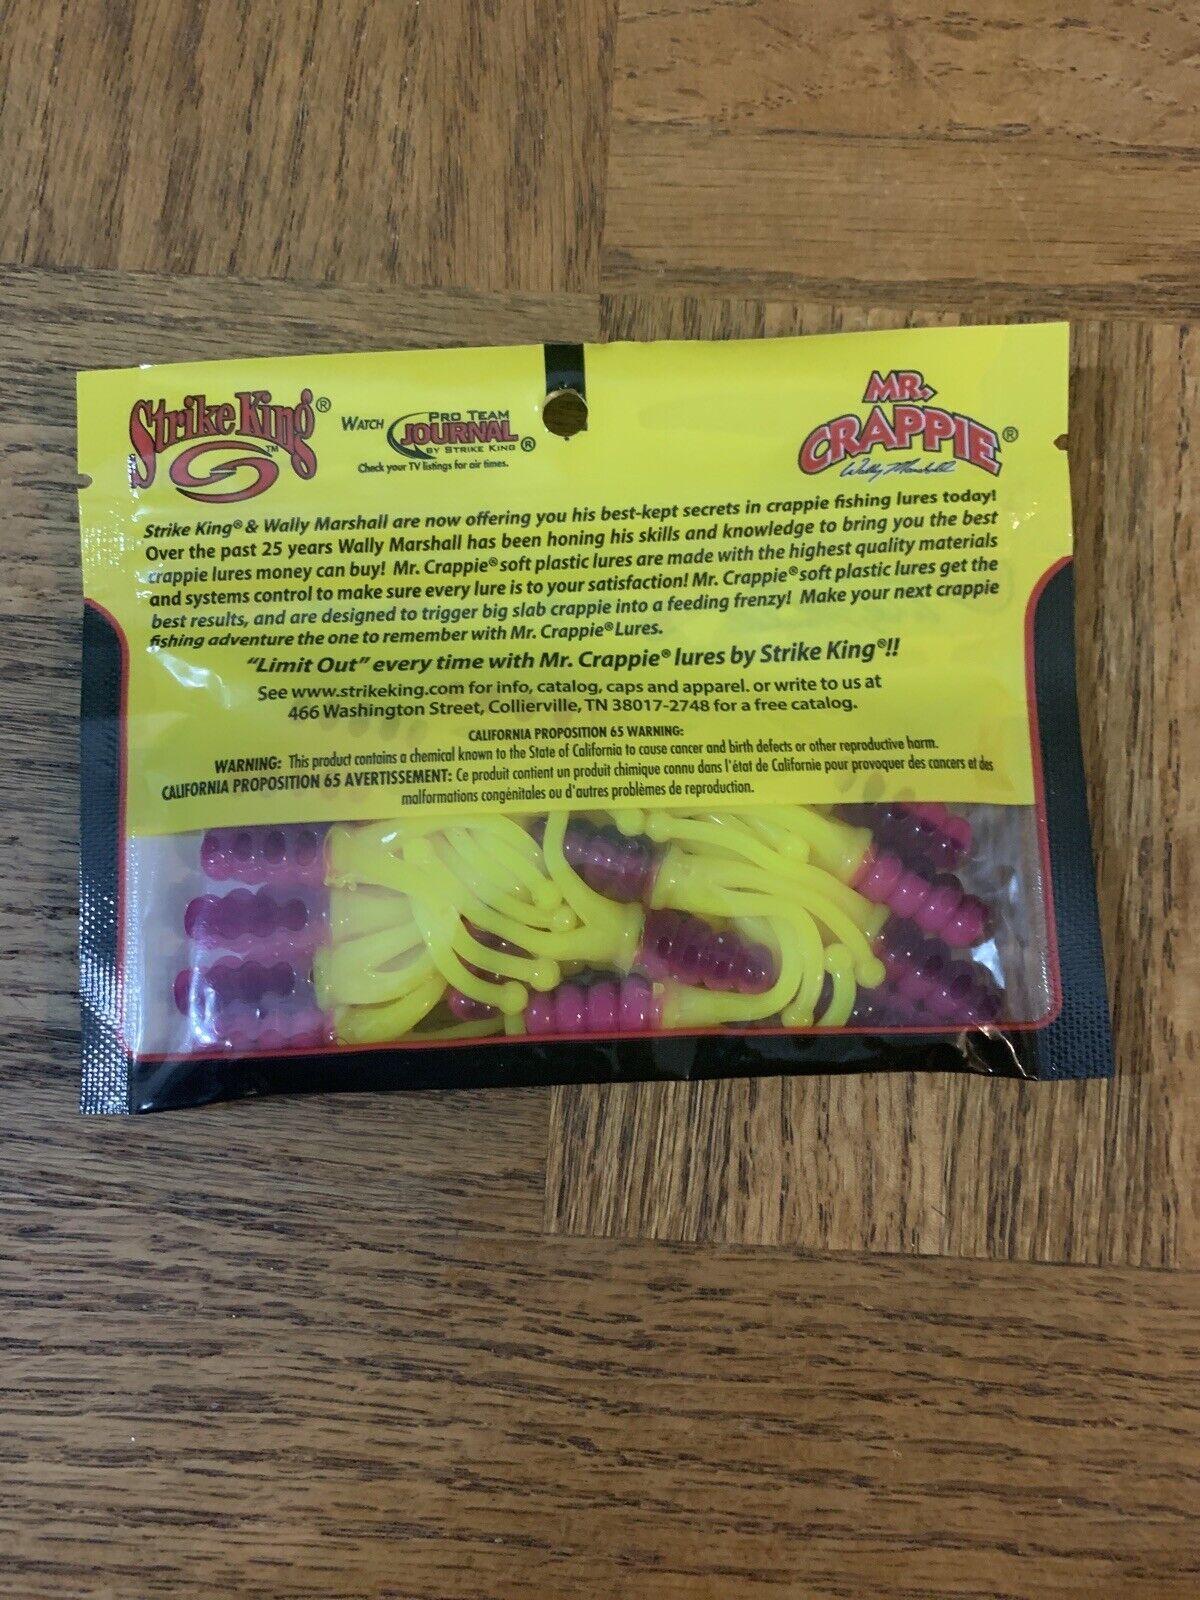 Strike King® ™
WATCH PRO TEAM JOURNAL BY STRIKE KING ®
Check your TV listings for air times.
MR. CRAPPIE®
Wally Marshall
Strike King® & Wally Marshall are now offering you his best-kept secrets in crappie fishing lures today!
Over the past 25 years Wally Marshall has been honing his skills and knowledge to bring you the best
crappie lures money can buy! Mr. Crappie® soft plastic lures are made with the highest quality materials
and systems control to make sure every lure is to your satisfaction! Mr. Crappie® soft plastic lures get the
best results, and are designed to trigger big slab crappie into a feeding frenzy! Make your next crappie
fishing adventure the one to remember with Mr. Crappie® Lures.
"Limit Out" every time with Mr. Crappie® lures by Strike King®!!
See www.strikeking.com for info, catalog, caps and apparel. or write to us at
466 Washington Street, Collierville, TN 38017-2748 for a free catalog.
CALIFORNIA PROPOSITION 65 WARNING:
WARNING: This product contains a chemical known to the State of California to cause cancer and birth defects or other reproductive harm.
CALIFORNIA PROPOSITION 65 AVERTISSEMENT: Ce produit contient un produit chimique connu dans l'état de Californie pour provoquer des cancers et des
malformations congénitales ou d'autres problèmes de reproduction.